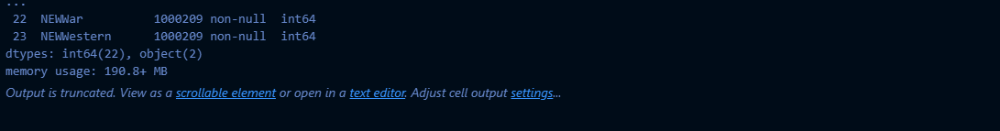 ...
22 NEWWar 1000209 non-null int64
23 NEWWestern 1000209 non-null int64
dtypes: int64(22), object(2)
memory usage: 190.8+ MB
Output is truncated. View as a scrollable element or open in a text editor. Adjust cell output settings...